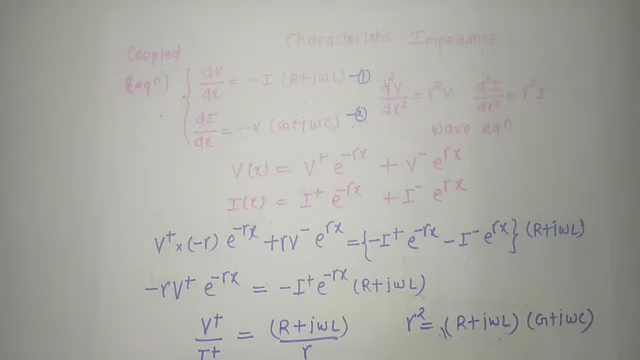 Characteristic Impedance
Coupled
(eqn)
dv/dx = -I (R+jωL) -①
d²v/dx² = r²V
d²I/dx² = r² I
dI/dx = -V (G+jωC) -②
wave eqn
V(x) = V⁺ e^-rx + V⁻ e^rx
I(x) = I⁺ e^-rx + I⁻ e^rx
V⁺ × (-r) e^-rx + rV⁻ e^rx = {-I⁺ e^-rx - I⁻ e^rx} (R+jωL)
-rV⁺ e^-rx = -I⁺ e^-rx (R+jωL)
V⁺/I⁺ = (R+jωL)/r
r² = (R+jωL) (G+jωC)